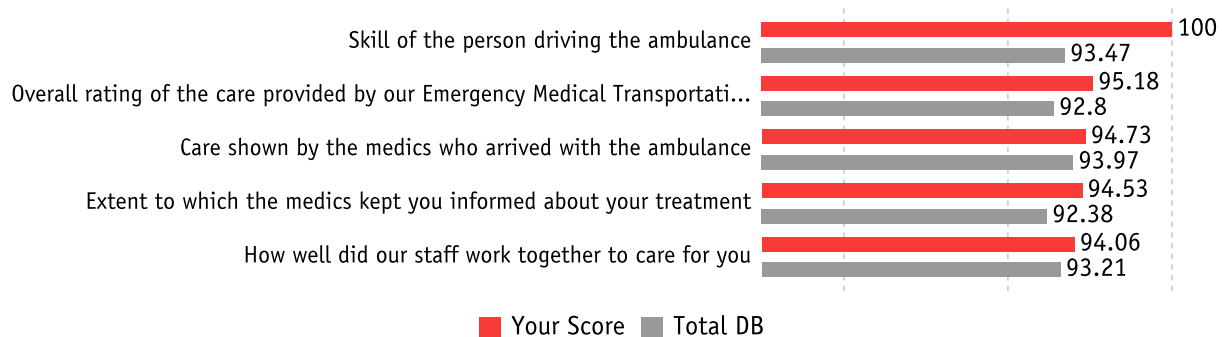 Skill of the person driving the ambulance
100
93.47
Overall rating of the care provided by our Emergency Medical Transportati...
95.18
92.8
Care shown by the medics who arrived with the ambulance
94.73
93.97
Extent to which the medics kept you informed about your treatment
94.53
92.38
How well did our staff work together to care for you
94.06
93.21
Your Score
Total DB